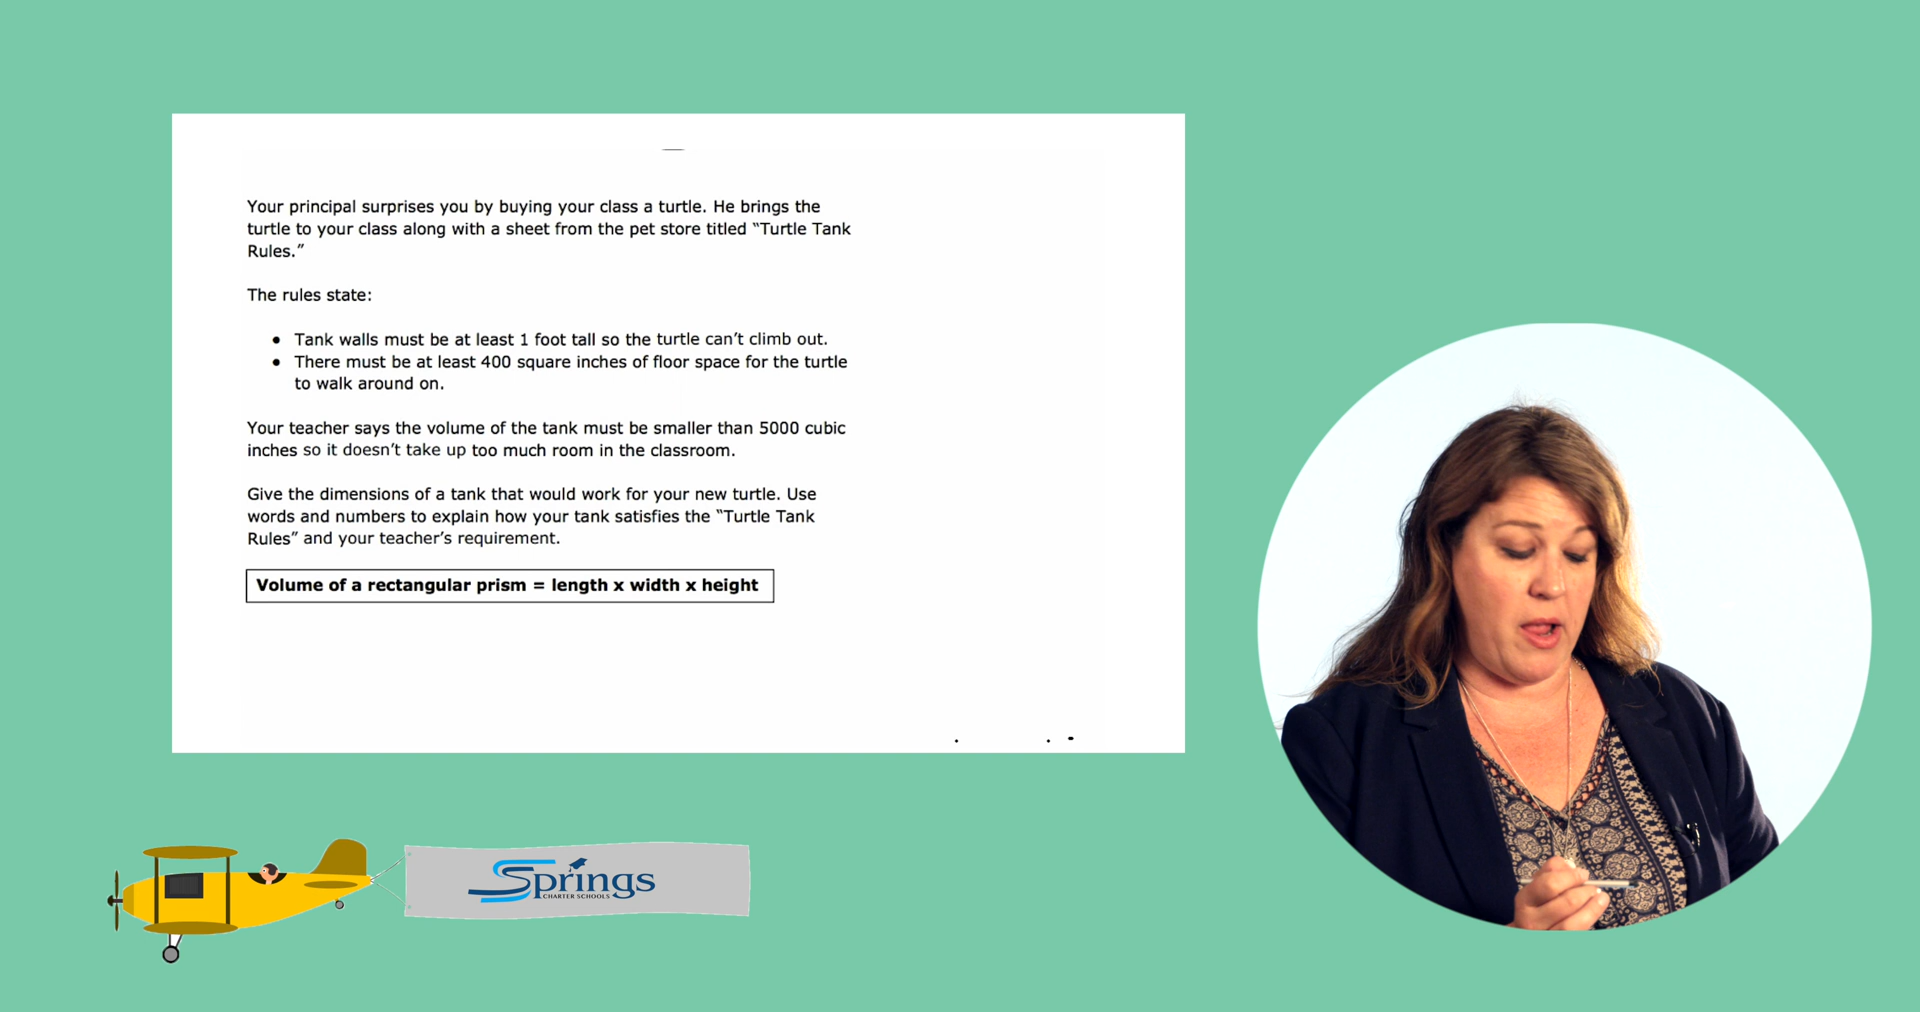 Your principal surprises you by buying your class a turtle. He brings the
turtle to your class along with a sheet from the pet store titled “Turtle Tank
Rules.”
The rules state:
• Tank walls must be at least 1 foot tall so the turtle can’t climb out.
• There must be at least 400 square inches of floor space for the turtle
to walk around on.
Your teacher says the volume of the tank must be smaller than 5000 cubic
inches so it doesn’t take up too much room in the classroom.
Give the dimensions of a tank that would work for your new turtle. Use
words and numbers to explain how your tank satisfies the “Turtle Tank
Rules” and your teacher’s requirement.
Volume of a rectangular prism = length x width x height
Springs
CHARTER SCHOOLS